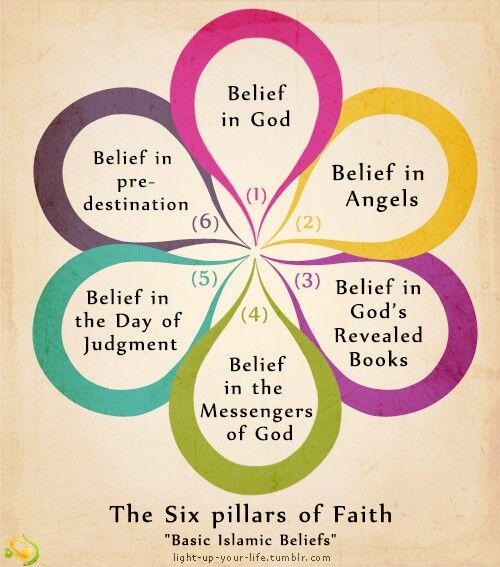 Belief
in God
(1)
Belief in
Angels
(2)
Belief in
God's
Revealed
Books
(3)
Belief
in the
Messengers
of God
(4)
Belief in
the Day of
Judgment
(5)
Belief in
pre-
destination
(6)
The Six pillars of Faith
"Basic Islamic Beliefs"
light-up-your-life.tumblr.com